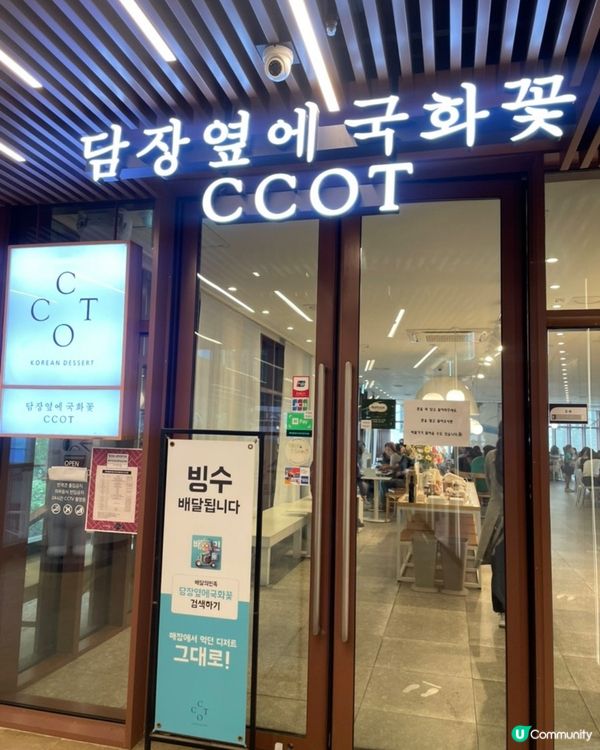 담장옆에국화꽃
CCOT
C
C T
O
KOREAN DESSERT
담장옆에국화꽃
CCOT
OPEN
빙수
배달됩니다
배달의민족
담장옆에국화꽃
검색하기
매장에서 먹던 디저트
그대로!
C
C T
O
Pay
U Community